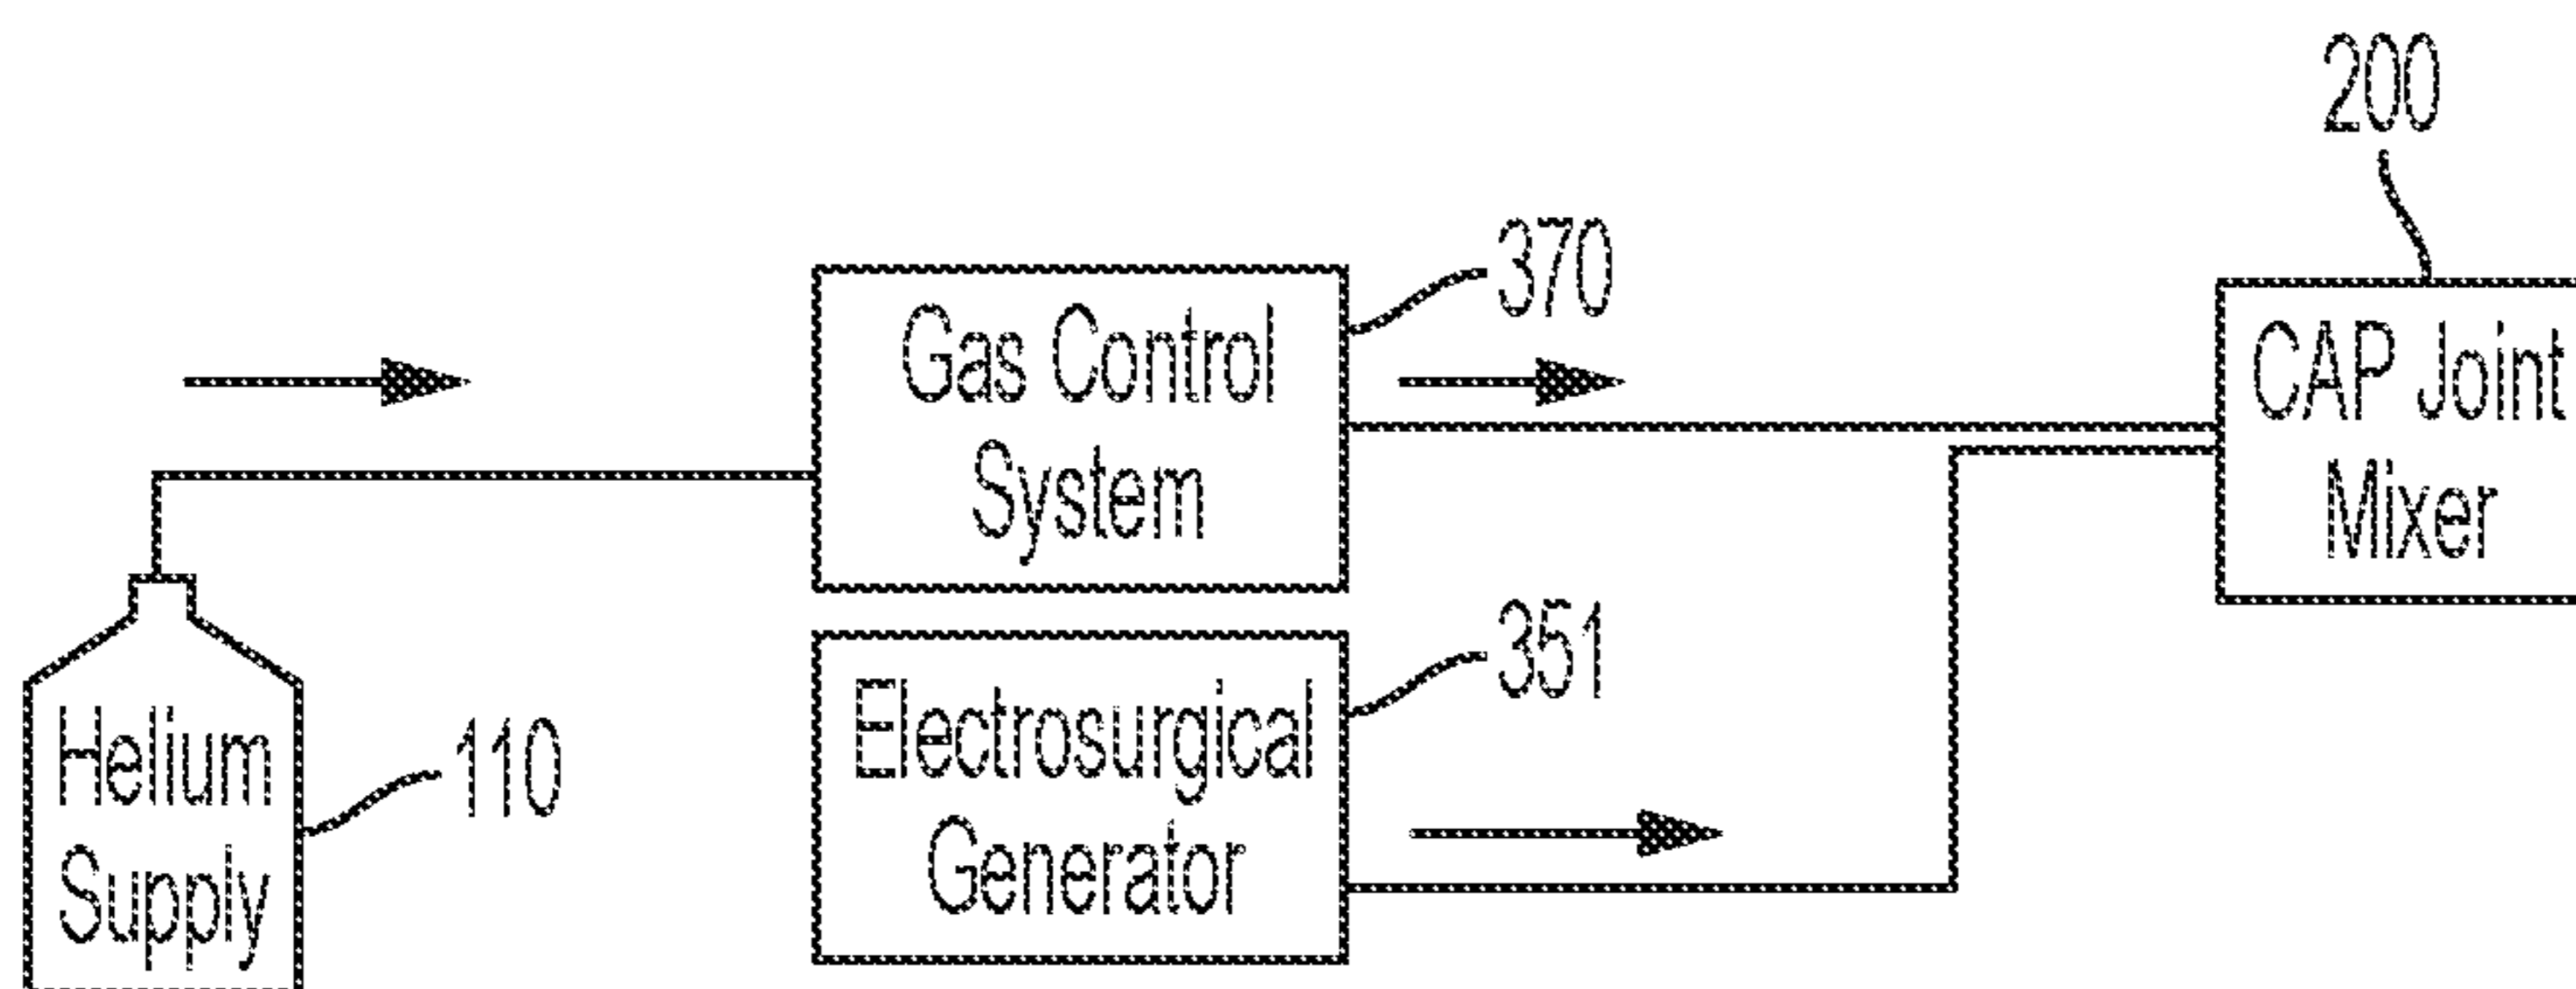 200
370
Gas Control
System
CAP Joint
Mixer
351
Electrosurgical
Generator
Helium
Supply
110